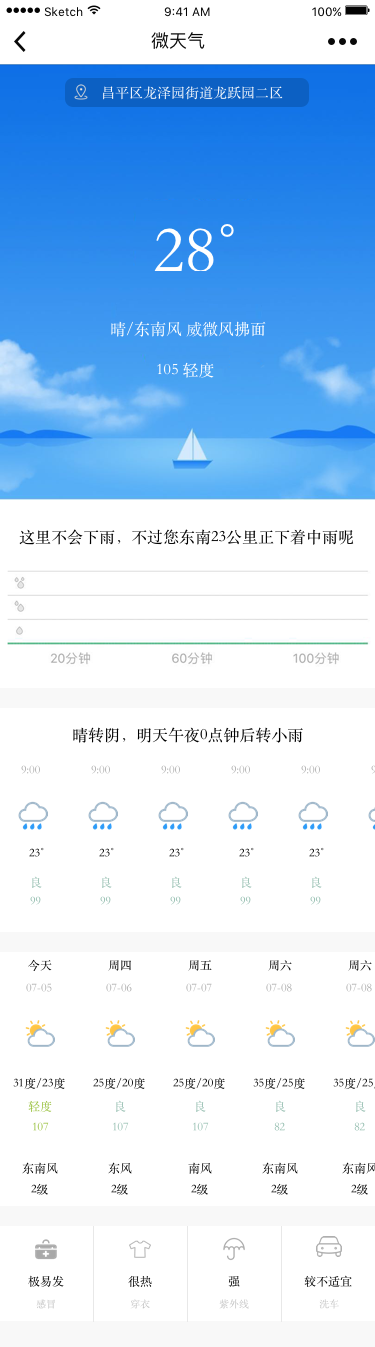 Sketch 9:41 AM 100%
微天气
昌平区龙泽园街道龙跃园二区
28°
晴/东南风 威微风拂面
105 轻度
这里不会下雨，不过您东南23公里正下着中雨呢
20分钟 60分钟 100分钟
晴转阴，明天午夜0点钟后转小雨
9:00 9:00 9:00 9:00 9:00
23° 23° 23° 23° 23°
良 良 良 良 良
99 99 99 99 99
今天 周四 周五 周六 周六
07-05 07-06 07-07 07-08 07-08
31度/23度 25度/20度 25度/20度 35度/25度 35度/25
轻度 良 良 良 良
107 107 107 82 82
东南风 东风 南风 东南风 东南风
2级 2级 2级 2级 2级
极易发 很热 强 较不适宜
感冒 穿衣 紫外线 洗车